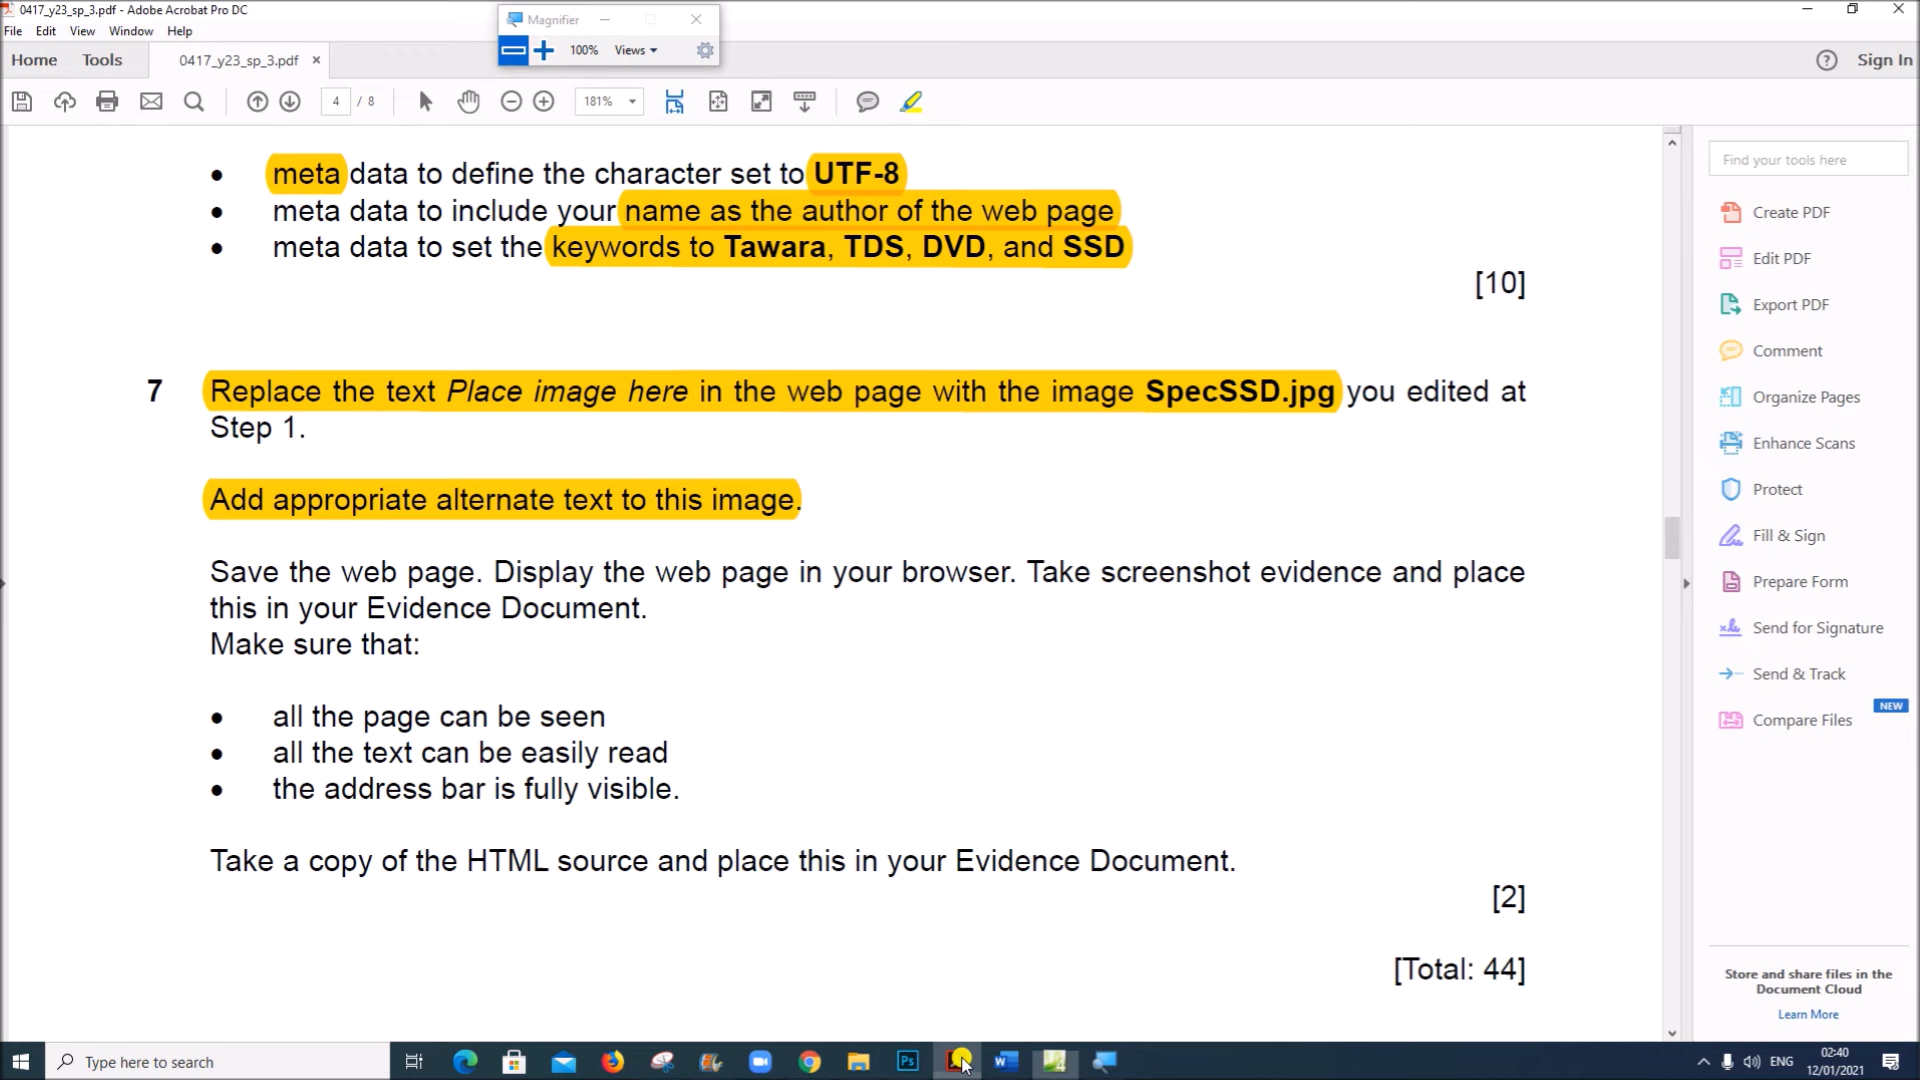 0417_y23_sp_3.pdf - Adobe Acrobat Pro DC
File Edit View Window Help
Magnifier
100% Views
Home Tools 0417_y23_sp_3.pdf Sign In
4 / 8 181%
• meta data to define the character set to UTF-8
• meta data to include your name as the author of the web page
• meta data to set the keywords to Tawara, TDS, DVD, and SSD
[10]
7 Replace the text Place image here in the web page with the image SpecSSD.jpg you edited at
Step 1.
Add appropriate alternate text to this image.
Save the web page. Display the web page in your browser. Take screenshot evidence and place
this in your Evidence Document.
Make sure that:
• all the page can be seen
• all the text can be easily read
• the address bar is fully visible.
Take a copy of the HTML source and place this in your Evidence Document.
[2]
[Total: 44]
Find your tools here
Create PDF
Edit PDF
Export PDF
Comment
Organize Pages
Enhance Scans
Protect
Fill & Sign
Prepare Form
Send for Signature
Send & Track
NEW
Compare Files
Store and share files in the
Document Cloud
Learn More
Type here to search
Ps
ENG
02:40
12/01/2021